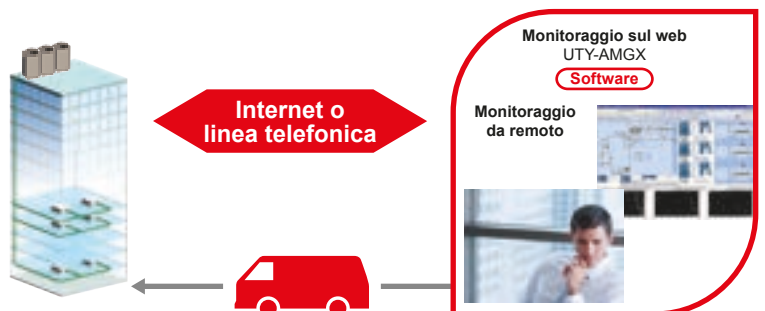 Monitoraggio sul web
UTY-AMGX
Software
Internet o
linea telefonica
Monitoraggio
da remoto